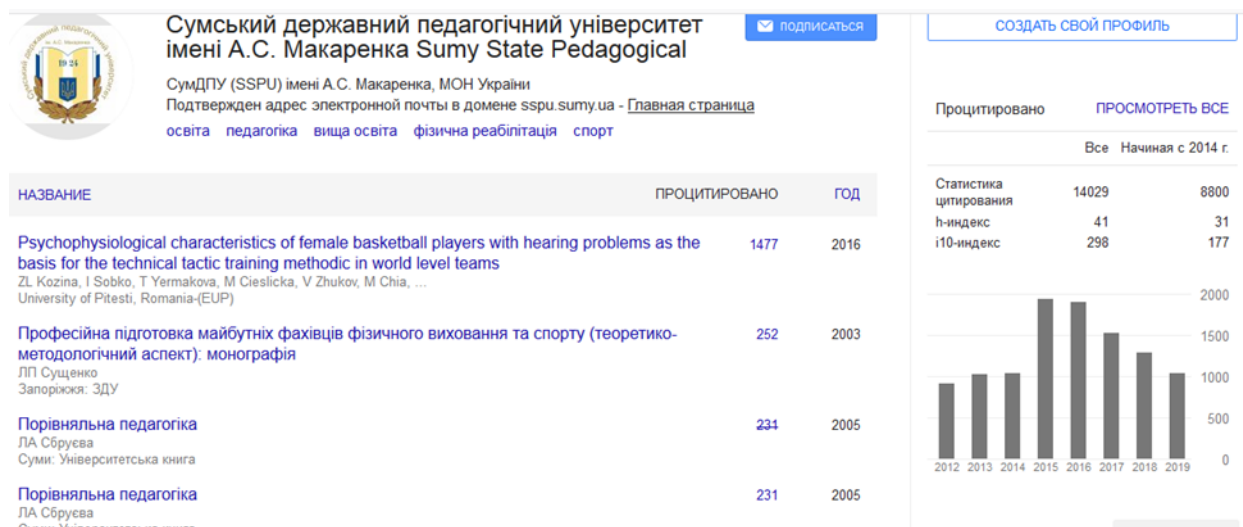 Сумський державний педагогічний університет
імені А.С. Макаренка Sumy State Pedagogical
ПОДПИСАТЬСЯ
СумДПУ (SSPU) імені А.С. Макаренка, МОН України
Подтвержден адрес электронной почты в домене sspu.sumy.ua - Главная страница
освіта педагогіка вища освіта фізична реабілітація спорт
НАЗВАНИЕ ПРОЦИТИРОВАНО ГОД
Psychophysiological characteristics of female basketball players with hearing problems as the 1477 2016
basis for the technical tactic training methodic in world level teams
ZL Kozina, I Sobko, T Yermakova, M Cieslicka, V Zhukov, M Chia, ...
University of Pitesti, Romania-(EUP)
Професійна підготовка майбутніх фахівців фізичного виховання та спорту (теоретико- 252 2003
методологічний аспект): монографія
ЛП Сущенко
Запоріжжя: ЗДУ
Порівняльна педагогіка 231 2005
ЛА Сбруєва
Суми: Університетська книга
Порівняльна педагогіка 231 2005
ЛА Сбруєва
СОЗДАТЬ СВОЙ ПРОФИЛЬ
Процитировано ПРОСМОТРЕТЬ ВСЕ
Все Начиная с 2014 г.
Статистика
цитирования 14029 8800
h-индекс 41 31
i10-индекс 298 177
2000
1500
1000
500
0
2012 2013 2014 2015 2016 2017 2018 2019